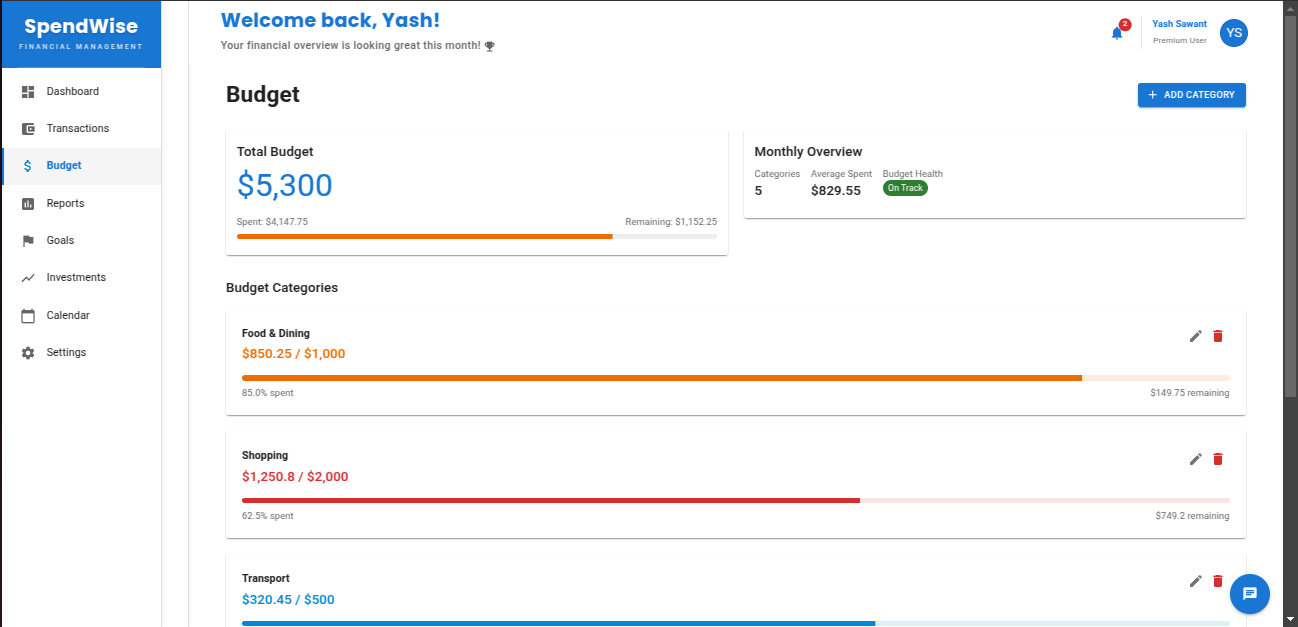 SpendWise
FINANCIAL MANAGEMENT
Dashboard
Transactions
Budget
Reports
Goals
Investments
Calendar
Settings
Welcome back, Yash!
Your financial overview is looking great this month! 🏆
2
Yash Sawant
Premium User
YS
Budget
+ ADD CATEGORY
Total Budget
$5,300
Spent: $4,147.75 Remaining: $1,152.25
Monthly Overview
Categories Average Spent Budget Health
5 $829.55 On Track
Budget Categories
Food & Dining
$850.25 / $1,000
85.0% spent $149.75 remaining
Shopping
$1,250.8 / $2,000
62.5% spent $749.2 remaining
Transport
$320.45 / $500